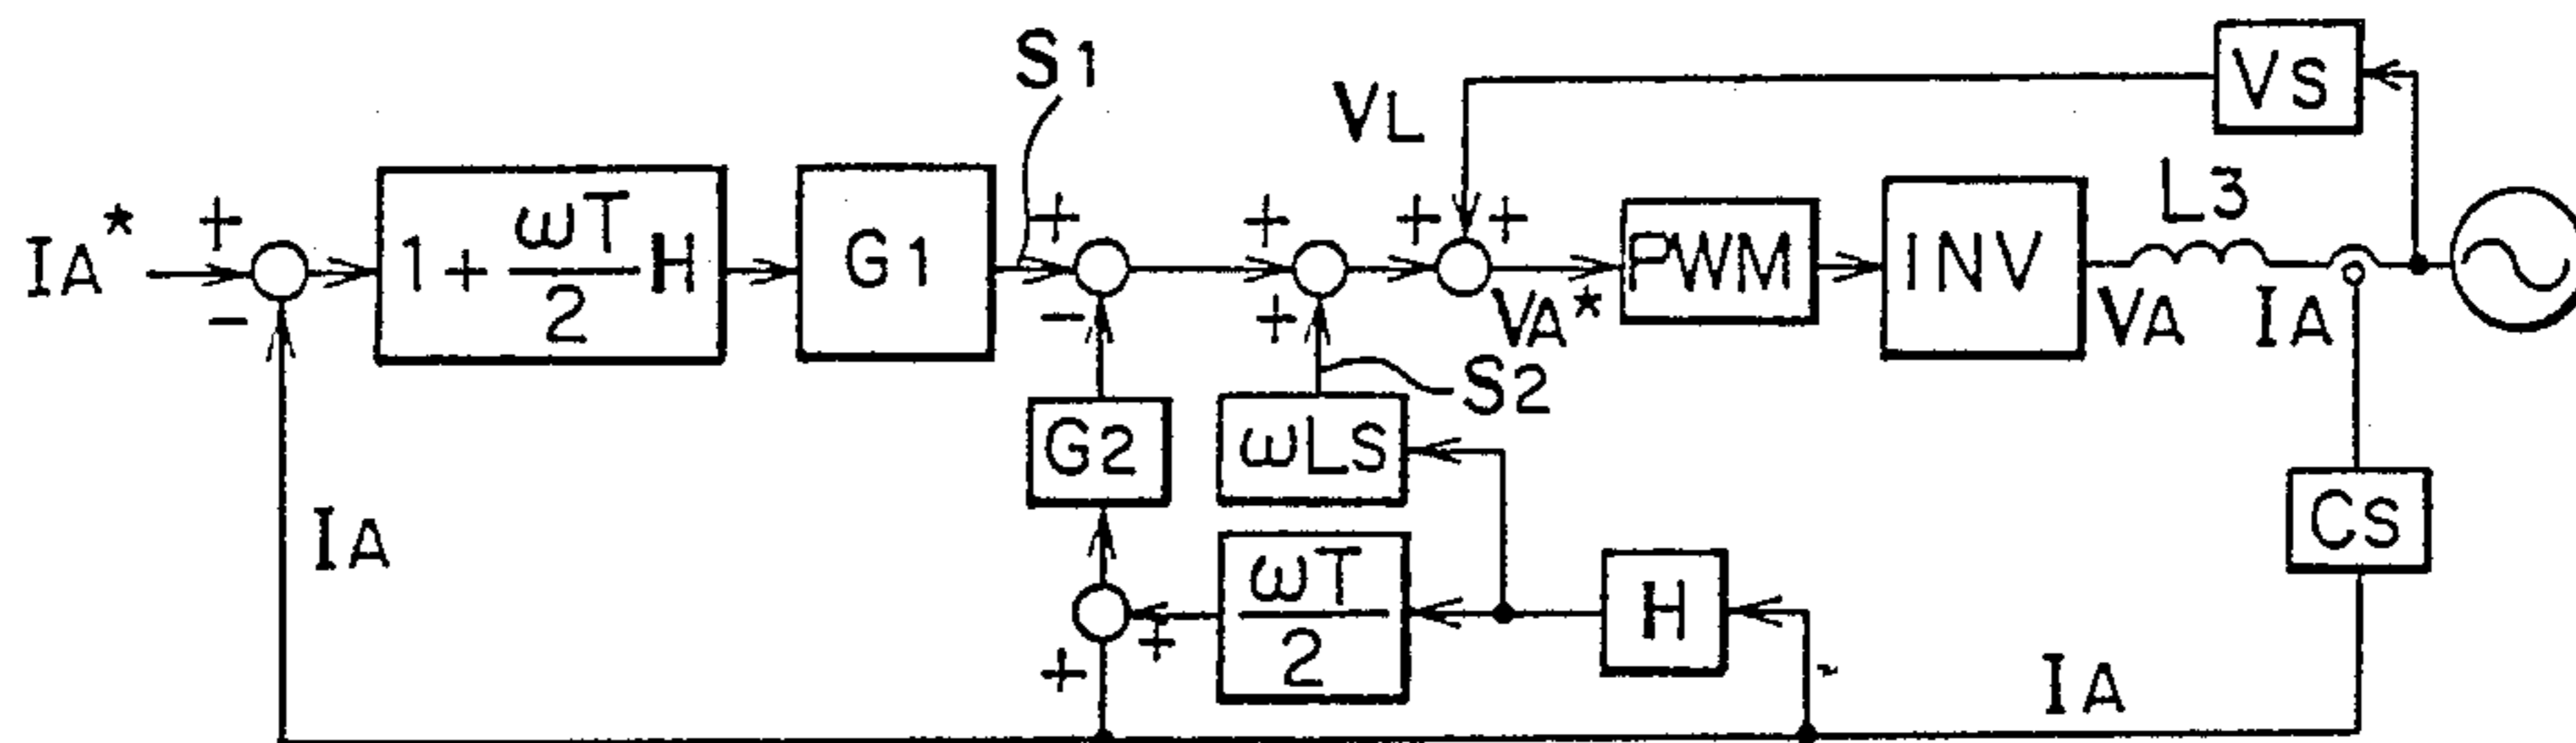 S1
VL
VS
IA* + -
1 + ωT/2 H
G1
+ -
+ +
+ +
VA*
PWM
INV
L3
VA
IA
S2
G2
ωLS
CS
IA
ωT/2
H
+ +
IA